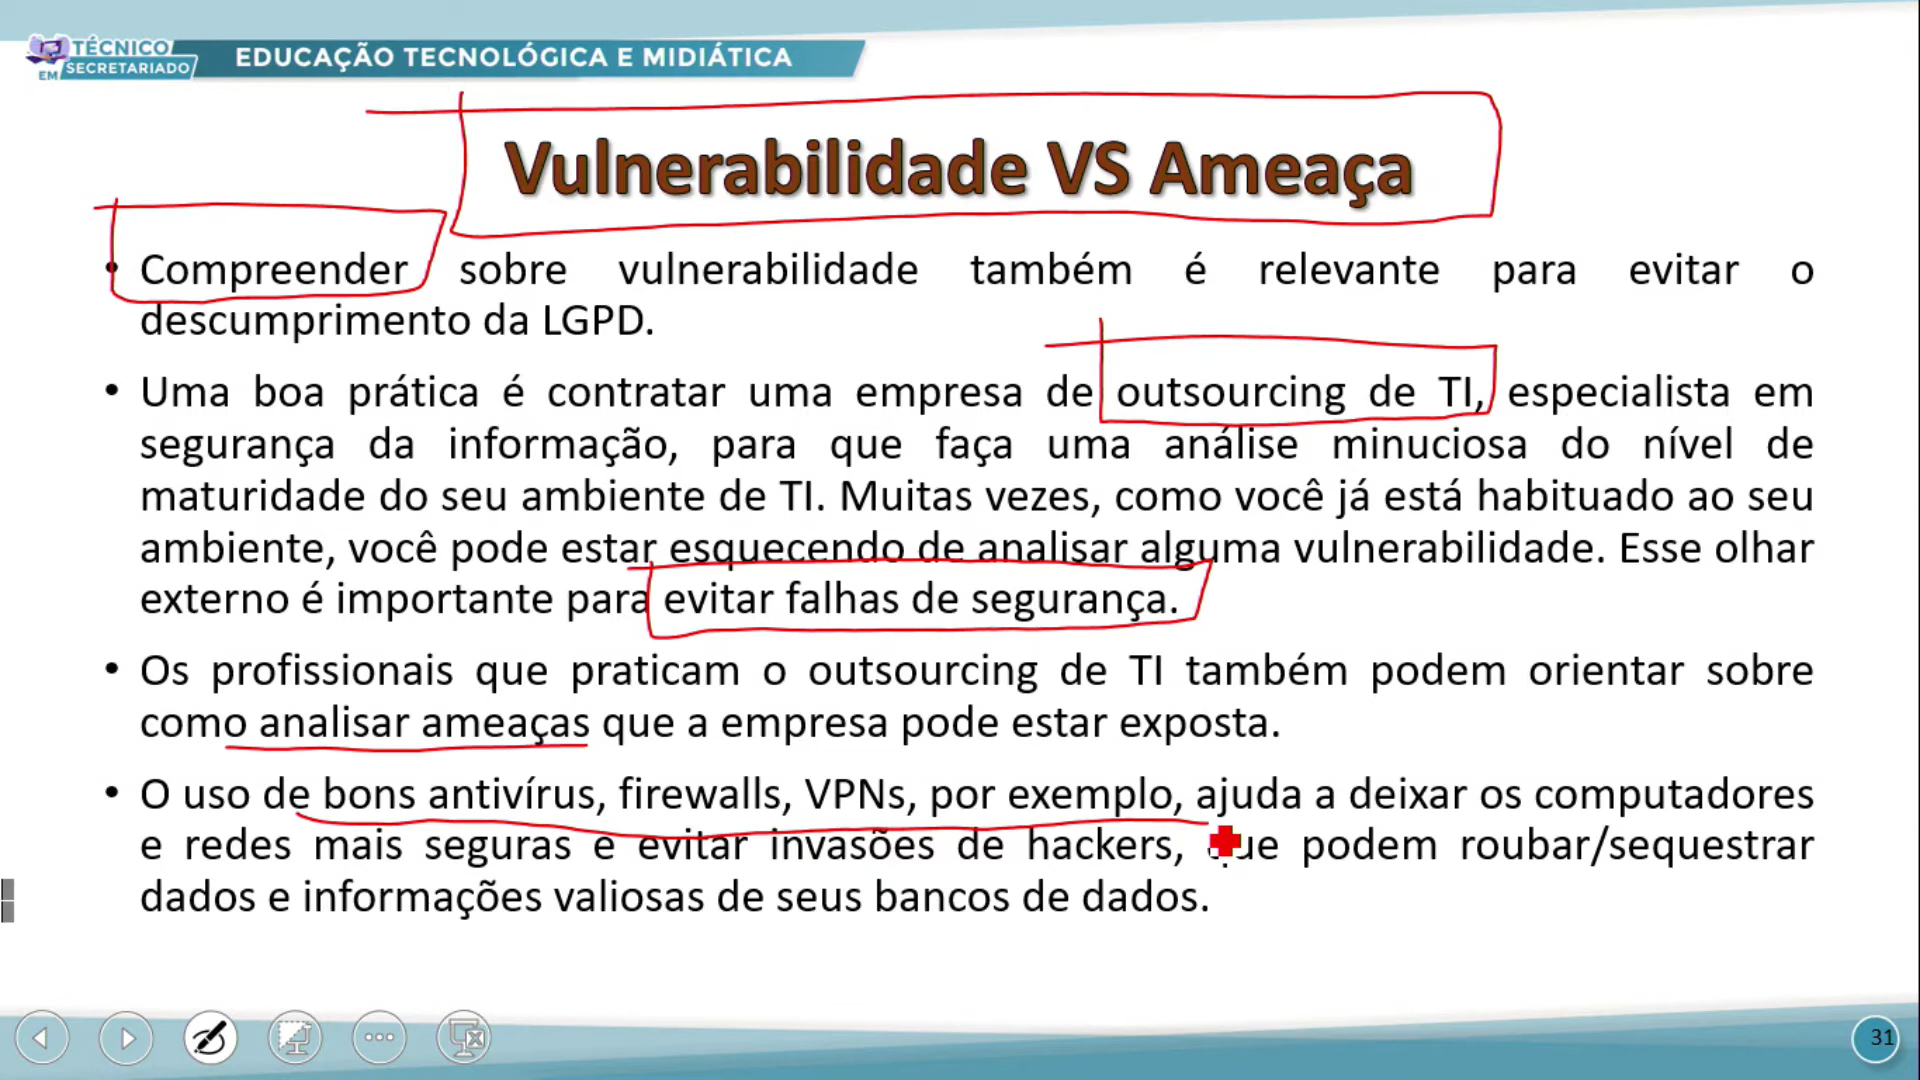 TÉCNICO
EM SECRETARIADO
EDUCAÇÃO TECNOLÓGICA E MIDIÁTICA
Vulnerabilidade VS Ameaça
• Compreender sobre vulnerabilidade também é relevante para evitar o
descumprimento da LGPD.
• Uma boa prática é contratar uma empresa de outsourcing de TI, especialista em
segurança da informação, para que faça uma análise minuciosa do nível de
maturidade do seu ambiente de TI. Muitas vezes, como você já está habituado ao seu
ambiente, você pode estar esquecendo de analisar alguma vulnerabilidade. Esse olhar
externo é importante para evitar falhas de segurança.
• Os profissionais que praticam o outsourcing de TI também podem orientar sobre
como analisar ameaças que a empresa pode estar exposta.
• O uso de bons antivírus, firewalls, VPNs, por exemplo, ajuda a deixar os computadores
e redes mais seguras e evitar invasões de hackers, que podem roubar/sequestrar
dados e informações valiosas de seus bancos de dados.
31